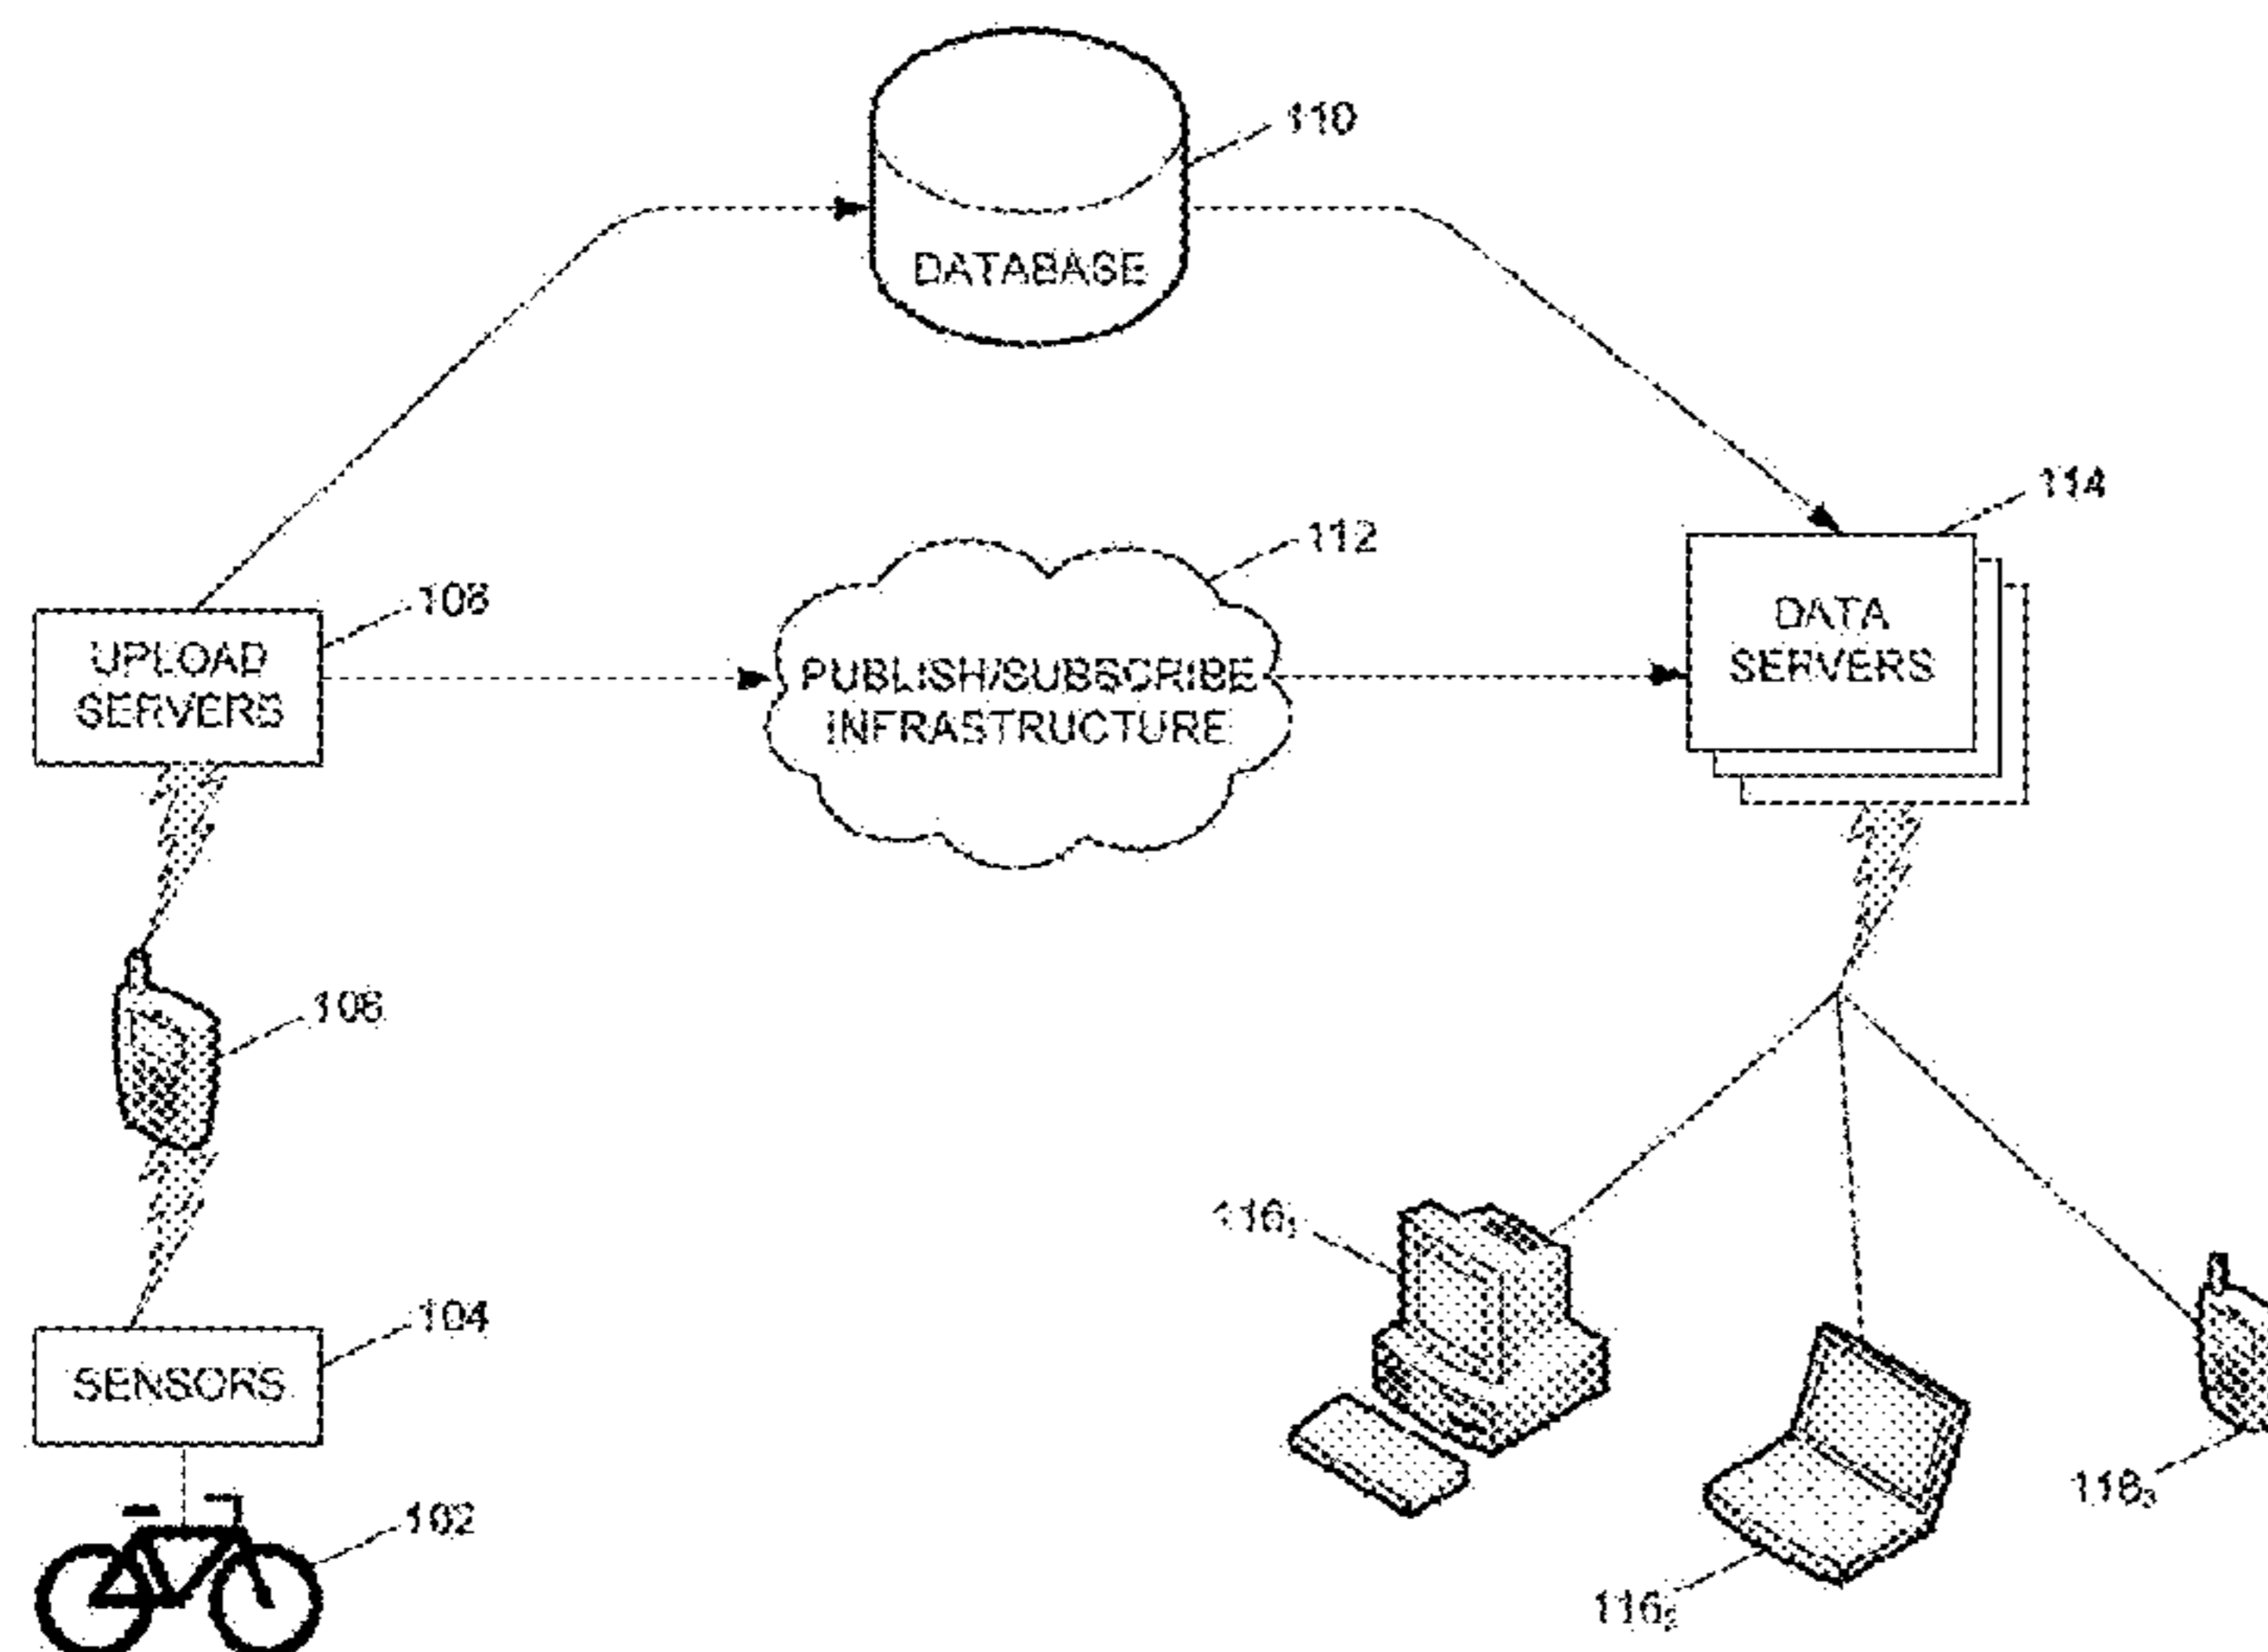 110
DATABASE
114
112
108
DATA
SERVERS
UPLOAD
SERVERS
PUBLISH/SUBSCRIBE
INFRASTRUCTURE
106
116₁
104
SENSORS
116₃
102
116₂